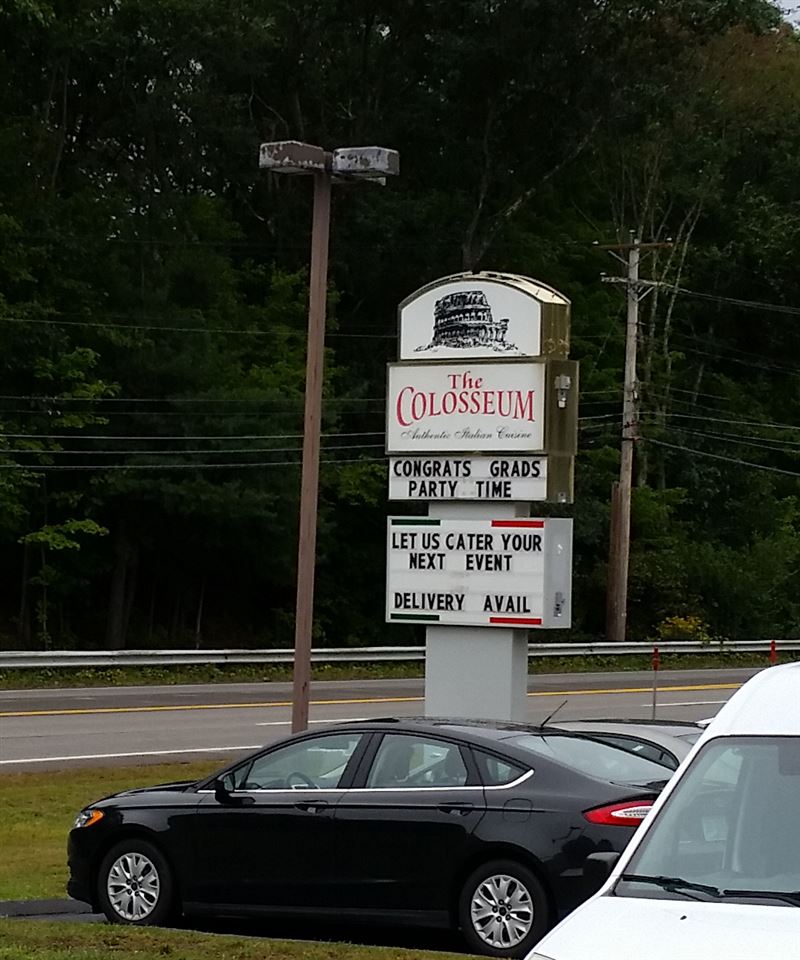 The
COLOSSEUM
Authentic Italian Cuisine
CONGRATS GRADS
PARTY TIME
LET US CATER YOUR
NEXT EVENT
DELIVERY AVAIL